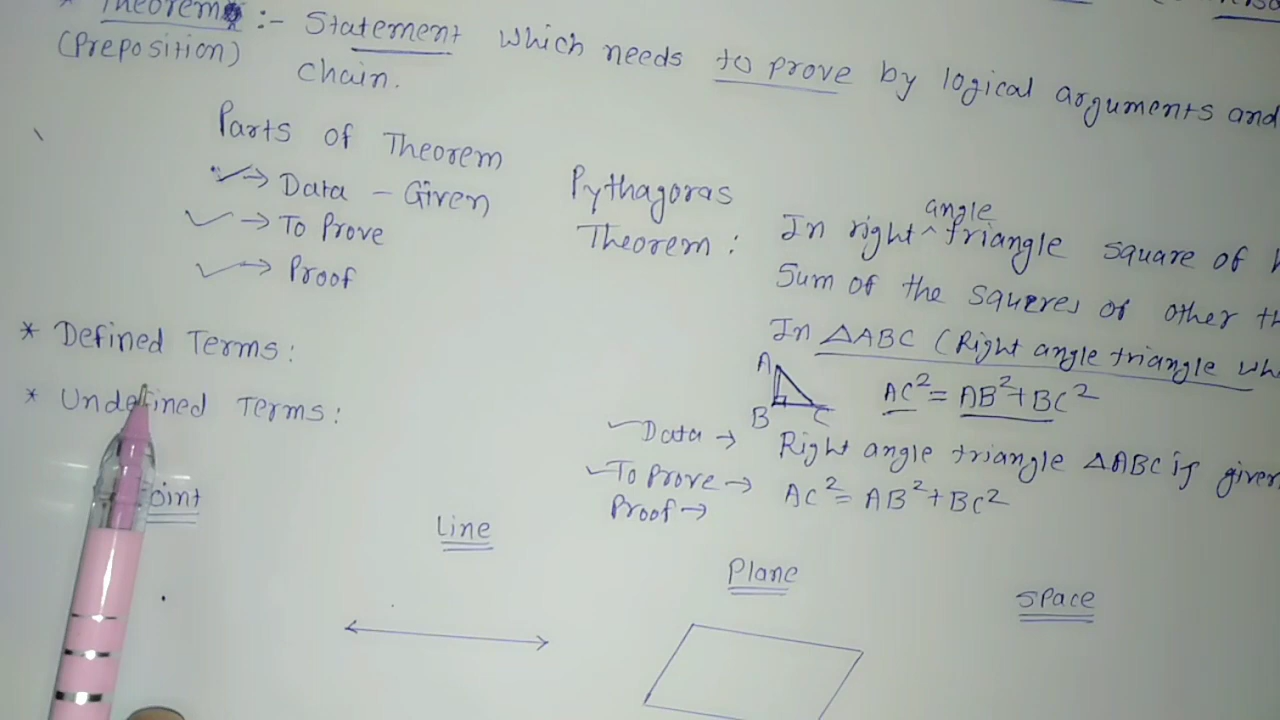 * Theorem :- Statement which needs to prove by logical arguments and
(Preposition) chain.
Parts of Theorem
→ Data - Given
→ To Prove
→ Proof
Pythagoras
Theorem : In right ^ angle triangle square of
Sum of the squeres of other
In △ABC (Right angle triangle
A
B
C
AC² = AB² + BC²
Data → Right angle triangle △ABC is given
To Prove → AC² = AB² + BC²
Proof →
* Defined Terms :
* Undefined Terms :
Line
Plane
Space